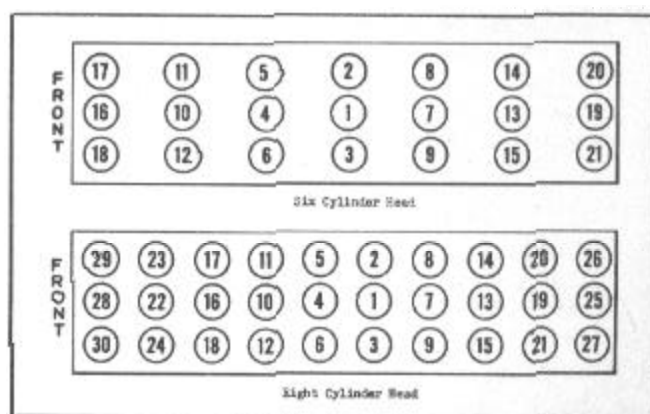 FRONT
17 11 5 2 8 14 20
16 10 4 1 7 13 19
18 12 6 3 9 15 21
Six Cylinder Head
FRONT
29 23 17 11 5 2 8 14 20 26
28 22 16 10 4 1 7 13 19 25
30 24 18 12 6 3 9 15 21 27
Eight Cylinder Head